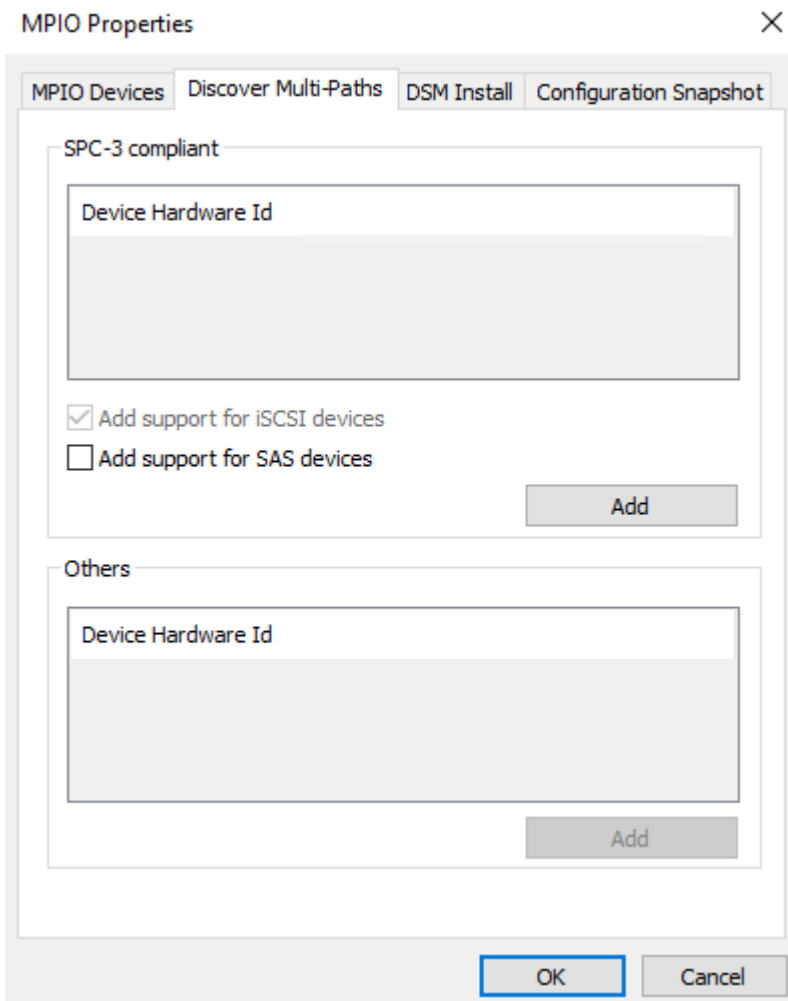 MPIO Properties
MPIO Devices Discover Multi-Paths DSM Install Configuration Snapshot
SPC-3 compliant
Device Hardware Id
Add support for iSCSI devices
Add support for SAS devices
Add
Others
Device Hardware Id
Add
OK Cancel